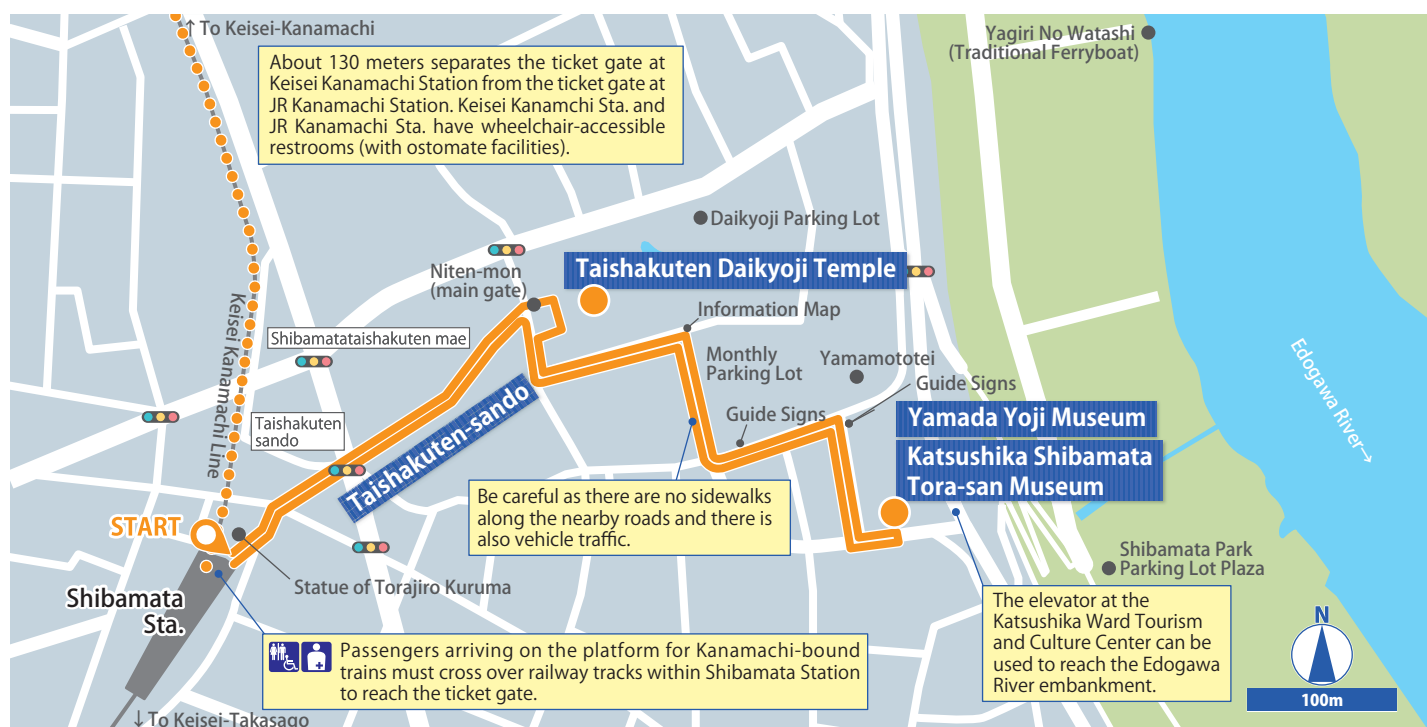 ↑ To Keisei-Kanamachi
About 130 meters separates the ticket gate at
Keisei Kanamachi Station from the ticket gate at
JR Kanamachi Station. Keisei Kanamchi Sta. and
JR Kanamachi Sta. have wheelchair-accessible
restrooms (with ostomate facilities).
Yagiri No Watashi
(Traditional Ferryboat)
Daikyoji Parking Lot
Taishakuten Daikyoji Temple
Niten-mon
(main gate)
Information Map
Keisei Kanamachi Line
Shibamatataishakuten mae
Monthly
Parking Lot
Yamamototei
Guide Signs
Edogawa River→
Taishakuten
sando
Taishakuten-sando
Guide Signs
Yamada Yoji Museum
Katsushika Shibamata
Tora-san Museum
Be careful as there are no sidewalks
along the nearby roads and there is
also vehicle traffic.
START
Statue of Torajiro Kuruma
Shibamata
Sta.
Shibamata Park
Parking Lot Plaza
The elevator at the
Katsushika Ward Tourism
and Culture Center can be
used to reach the Edogawa
River embankment.
Passengers arriving on the platform for Kanamachi-bound
trains must cross over railway tracks within Shibamata Station
to reach the ticket gate.
N
100m
↓ To Keisei-Takasago